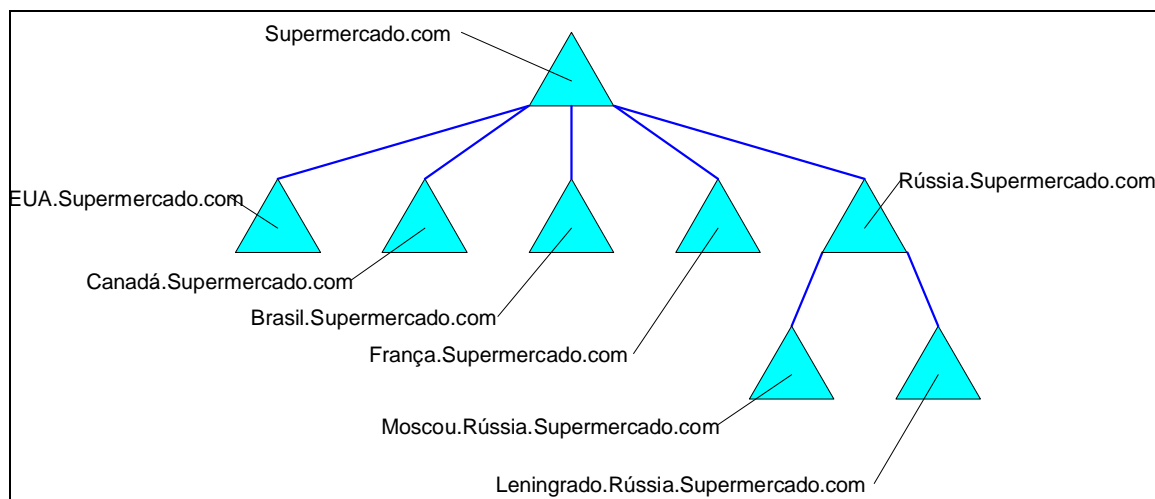 Supermercado.com
Rússia.Supermercado.com
EUA.Supermercado.com
Canadá.Supermercado.com
Brasil.Supermercado.com
França.Supermercado.com
Moscou.Rússia.Supermercado.com
Leningrado.Rússia.Supermercado.com